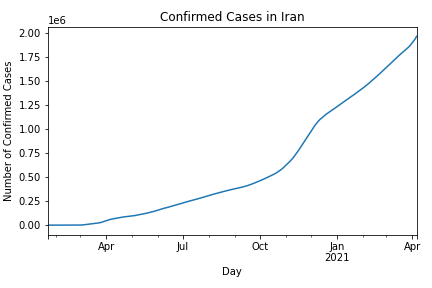 Confirmed Cases in Iran
1e6
2.00
1.75
1.50
1.25
1.00
0.75
0.50
0.25
0.00
Number of Confirmed Cases
Apr
Jul
Oct
Jan
2021
Apr
Day